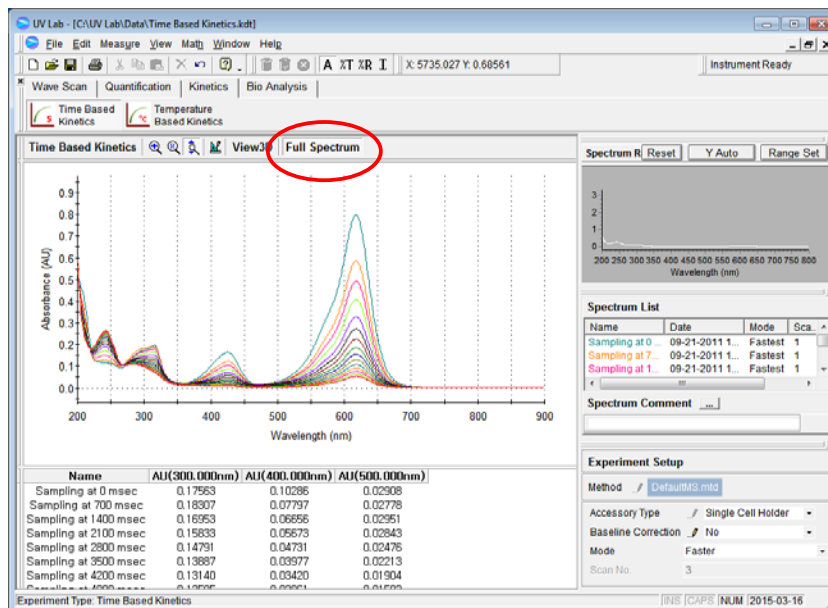 UV Lab - [C:\UV Lab\Data\Time Based Kinetics.kdt]
File Edit Measure View Math Window Help
A %T %R I X: 5735.027 Y: 0.68561 Instrument Ready
Wave Scan Quantification Kinetics Bio Analysis
Time Based Kinetics
Temperature Based Kinetics
Time Based Kinetics View3D Full Spectrum
Absorbance (AU)
0.9
0.8
0.7
0.6
0.5
0.4
0.3
0.2
0.1
0.0
200 300 400 500 600 700 800 900
Wavelength (nm)
Name AU(300.000nm) AU(400.000nm) AU(500.000nm)
Sampling at 0 msec 0.17563 0.10286 0.02908
Sampling at 700 msec 0.18307 0.07797 0.02778
Sampling at 1400 msec 0.16953 0.06656 0.02951
Sampling at 2100 msec 0.15833 0.05673 0.02843
Sampling at 2800 msec 0.14791 0.04731 0.02476
Sampling at 3500 msec 0.13887 0.03977 0.02213
Sampling at 4200 msec 0.13140 0.03420 0.01904
Spectrum R Reset Y Auto Range Set
3
2
1
0
200 250 300 350 400 450 500 550 600 650 700 750 800
Wavelength (nm)
Spectrum List
Name Date Mode Sca..
Sampling at 0 ... 09-21-2011 1... Fastest 1
Sampling at 7... 09-21-2011 1... Fastest 1
Sampling at 1... 09-21-2011 1... Fastest 1
Spectrum Comment ...
Experiment Setup
Method DefaultMS.mtd
Accessory Type Single Cell Holder
Baseline Correction No
Mode Faster
Scan No. 3
Experiment Type: Time Based Kinetics INS CAPS NUM 2015-03-16